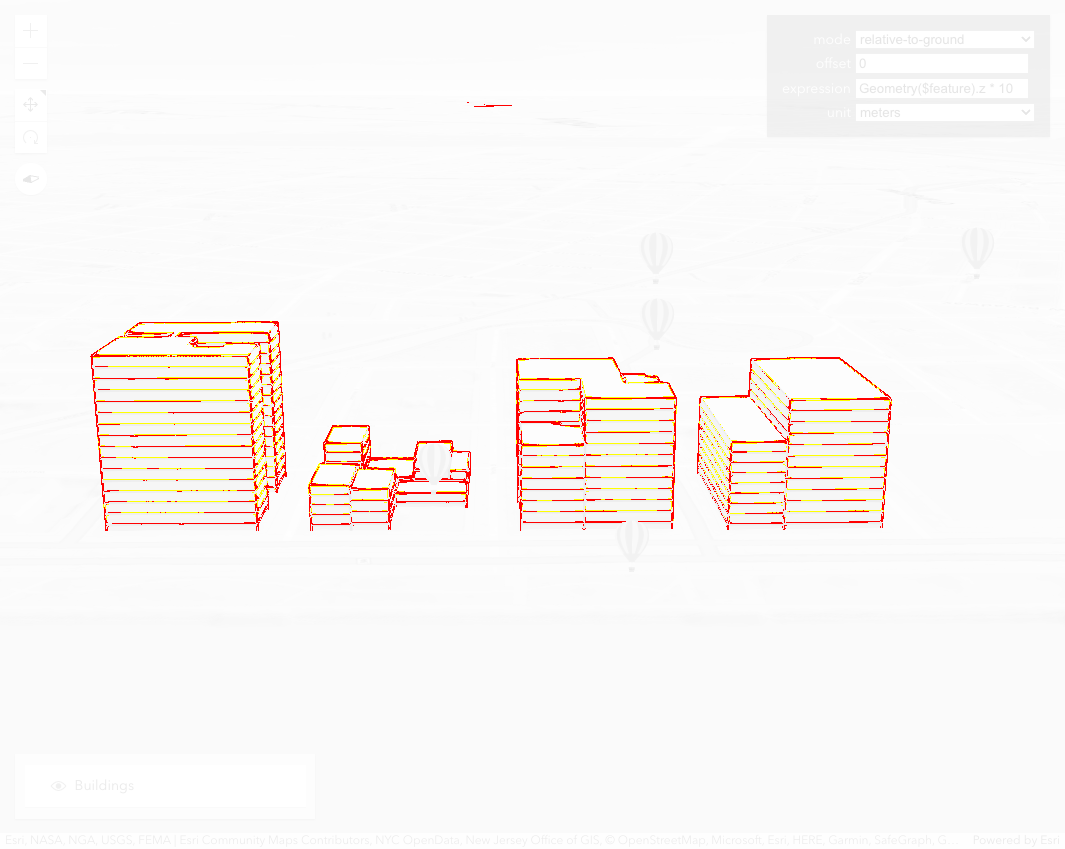 mode relative-to-ground
offset 0
expression Geometry($feature).z * 10
unit meters
Buildings
Esri, NASA, NGA, USGS, FEMA | Esri Community Maps Contributors, NYC OpenData, New Jersey Office of GIS, © OpenStreetMap, Microsoft, Esri, HERE, Garmin, SafeGraph, G... Powered by Esri